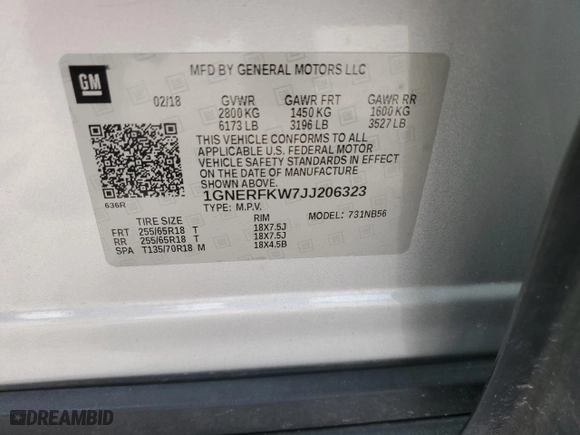 GM
MFD BY GENERAL MOTORS LLC
02/18 GVWR GAWR FRT GAWR RR
2800 KG 1450 KG 1600 KG
6173 LB 3196 LB 3527 LB
THIS VEHICLE CONFORMS TO ALL
APPLICABLE U.S. FEDERAL MOTOR
VEHICLE SAFETY STANDARDS IN EFFECT
ON THE DATE OF MANUFACTURE SHOWN
ABOVE.
1GNERFKW7JJ206323
636R
TYPE: M.P.V. MODEL: 731NB56
TIRE SIZE RIM
FRT 255/65R18 T 18X7.5J
RR 255/65R18 T 18X7.5J
SPA T135/70R18 M 18X4.5B
DREAMBID